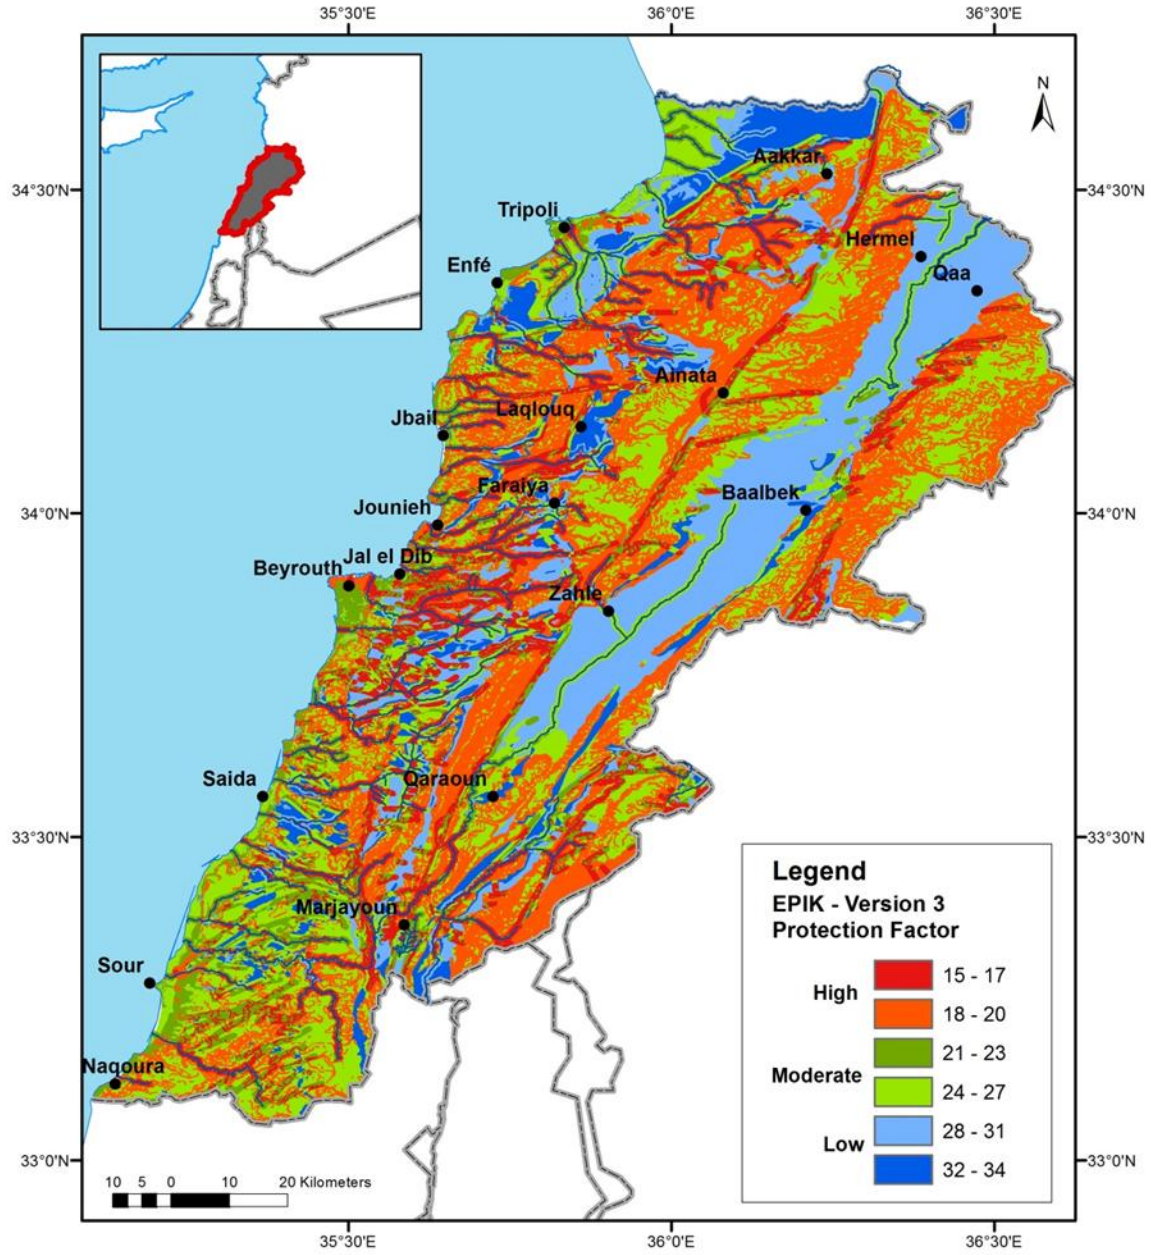 35°30'E
36°0'E
36°30'E
N
Aakkar
34°30'N
34°30'N
Tripoli
Hermel
Enfé
Qaa
Ainata
Laqlouq
Jbail
Faraiya
Baalbek
Jounieh
34°0'N
34°0'N
Jal el Dib
Beyrouth
Zahle
Saida
Qaraoun
33°30'N
33°30'N
Legend
EPIK - Version 3
Protection Factor
Marjayoun
Sour
High
15 - 17
18 - 20
Naqoura
Moderate
21 - 23
24 - 27
Low
28 - 31
32 - 34
33°0'N
33°0'N
10 5 0 10 20 Kilometers
35°30'E
36°0'E
36°30'E